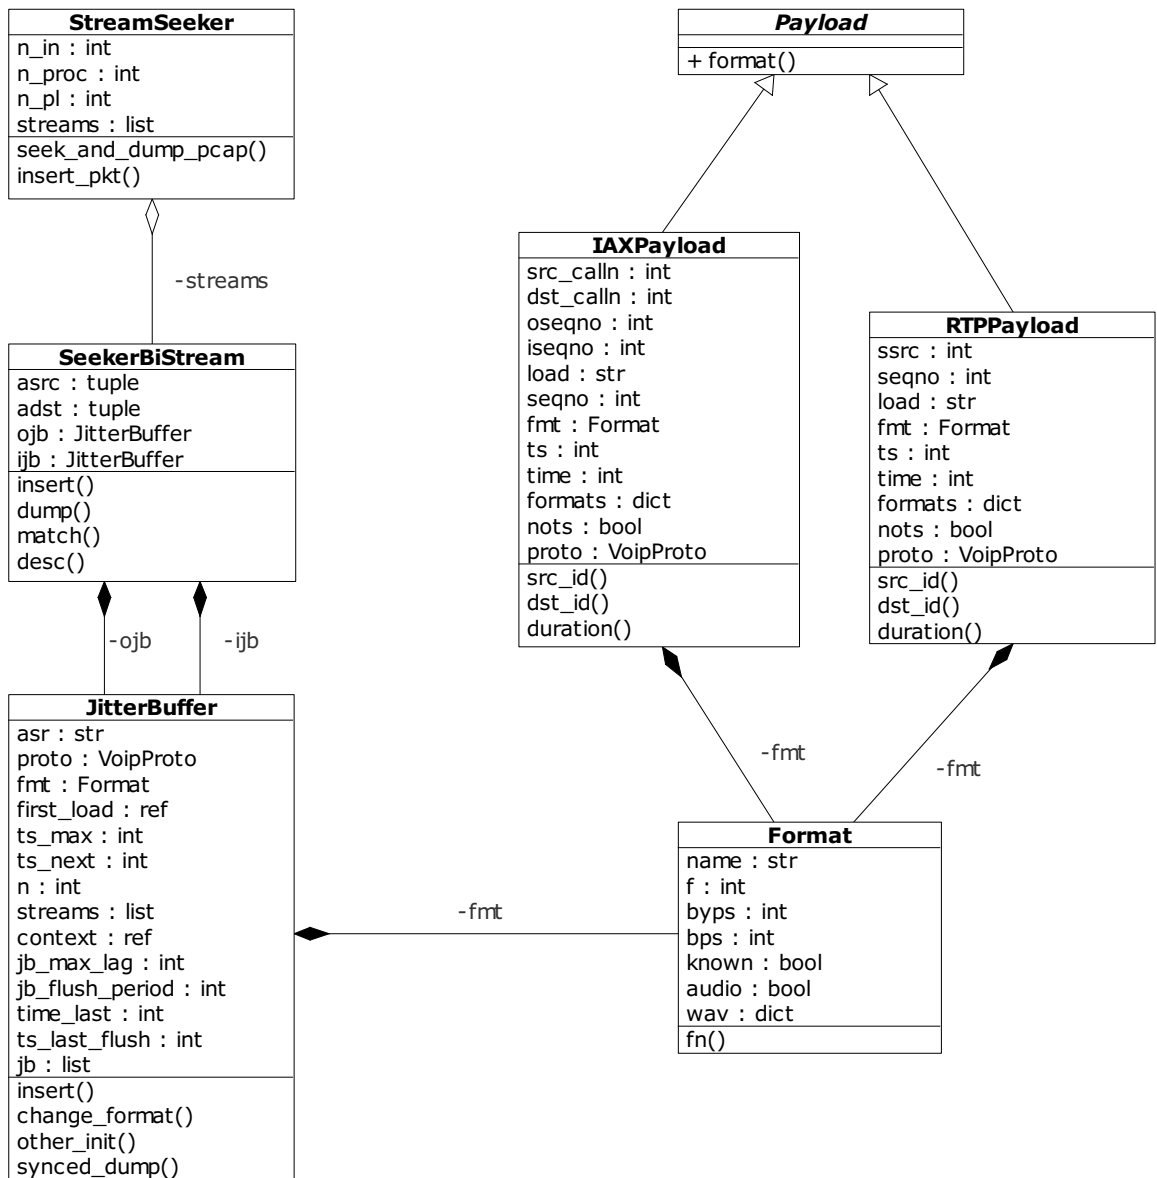 StreamSeeker
n_in : int
n_proc : int
n_pl : int
streams : list
seek_and_dump_pcap()
insert_pkt()
-streams
SeekerBiStream
asrc : tuple
adst : tuple
ojb : JitterBuffer
ijb : JitterBuffer
insert()
dump()
match()
desc()
-ojb
-ijb
JitterBuffer
asr : str
proto : VoipProto
fmt : Format
first_load : ref
ts_max : int
ts_next : int
n : int
streams : list
context : ref
jb_max_lag : int
jb_flush_period : int
time_last : int
ts_last_flush : int
jb : list
insert()
change_format()
other_init()
synced_dump()
-fmt
Payload
+ format()
IAXPayload
src_calln : int
dst_calln : int
oseqno : int
iseqno : int
load : str
seqno : int
fmt : Format
ts : int
time : int
formats : dict
nots : bool
proto : VoipProto
src_id()
dst_id()
duration()
-fmt
RTPPayload
ssrc : int
seqno : int
load : str
fmt : Format
ts : int
time : int
formats : dict
nots : bool
proto : VoipProto
src_id()
dst_id()
duration()
-fmt
Format
name : str
f : int
byps : int
bps : int
known : bool
audio : bool
wav : dict
fn()